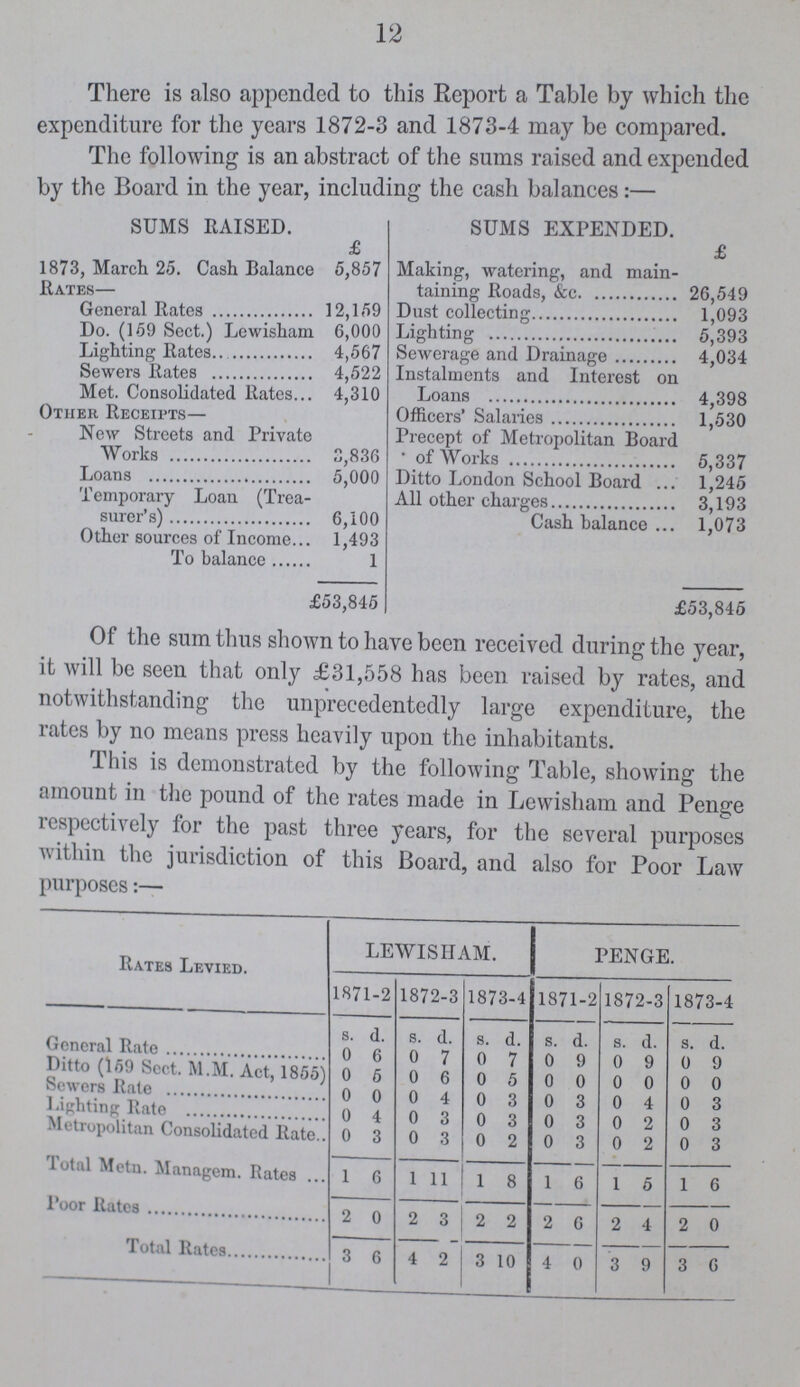 12
There is also appended to this Report a Table by which the
expenditure for the years 1872-3 and 1873-4 may be compared.
The following is an abstract of the sums raised and expended
by the Board in the year, including the cash balances :—
SUMS RAISED.
£
1873, March 25. Cash Balance 5,857
RATES—
General Rates .............. 12,159
Do. (159 Sect.) Lewisham 6,000
Lighting Rates.............. 4,567
Sewers Rates .............. 4,522
Met. Consolidated Rates... 4,310
OTHER RECEIPTS—
New Streets and Private
Works ..................... 3,836
Loans ........................ 5,000
Temporary Loan (Trea-
surer's) ..................... 6,100
Other sources of Income... 1,493
To balance ...... 1
£53,845
SUMS EXPENDED.
£
Making, watering, and main-
taining Roads, &c. ............ 26,549
Dust collecting..................... 1,093
Lighting ........................... 5,393
Sewerage and Drainage ......... 4,034
Instalments and Interest on
Loans ........................... 4,398
Officers' Salaries .................. 1,530
Precept of Metropolitan Board
of Works ........................ 5,337
Ditto London School Board ... 1,245
All other charges.................. 3,193
Cash balance ... 1,073
£53,845
Of the sum thus shown to have been received during the year,
it will be seen that only £31,558 has been raised by rates, and
notwithstanding the unprecedentedly large expenditure, the
rates by no means press heavily upon the inhabitants.
This is demonstrated by the following Table, showing the
amount in the pound of the rates made in Lewisham and Penge
respectively for the past three years, for the several purposes
within the jurisdiction of this Board, and also for Poor Law
purposes :—
RATES LEVIED. LEWISHAM. PENGE.
1871-2 1872-3 1873-4 1871-2 1872-3 1873-4
s. d. s. d. s. d. s. d. s. d. s. d.
General Rate ........................ 0 6 0 7 0 7 0 9 0 9 0 9
Ditto (159 Sect. M.M. Act, 1855) 0 5 0 6 0 5 0 0 0 0 0 0
Sewers Rate ........................ 0 0 0 4 0 3 0 3 0 4 0 3
Lighting Rate ..................... 0 4 0 3 0 3 0 3 0 2 0 3
Metropolitan Consolidated Rate.. 0 3 0 3 0 2 0 3 0 2 0 3
Total Metn. Managem. Rates ... 1 6 1 11 1 8 1 6 1 5 1 6
Poor Rates ........................... 2 0 2 3 2 2 2 6 2 4 2 0
Total Rates............... 3 6 4 2 3 10 4 0 3 9 3 6